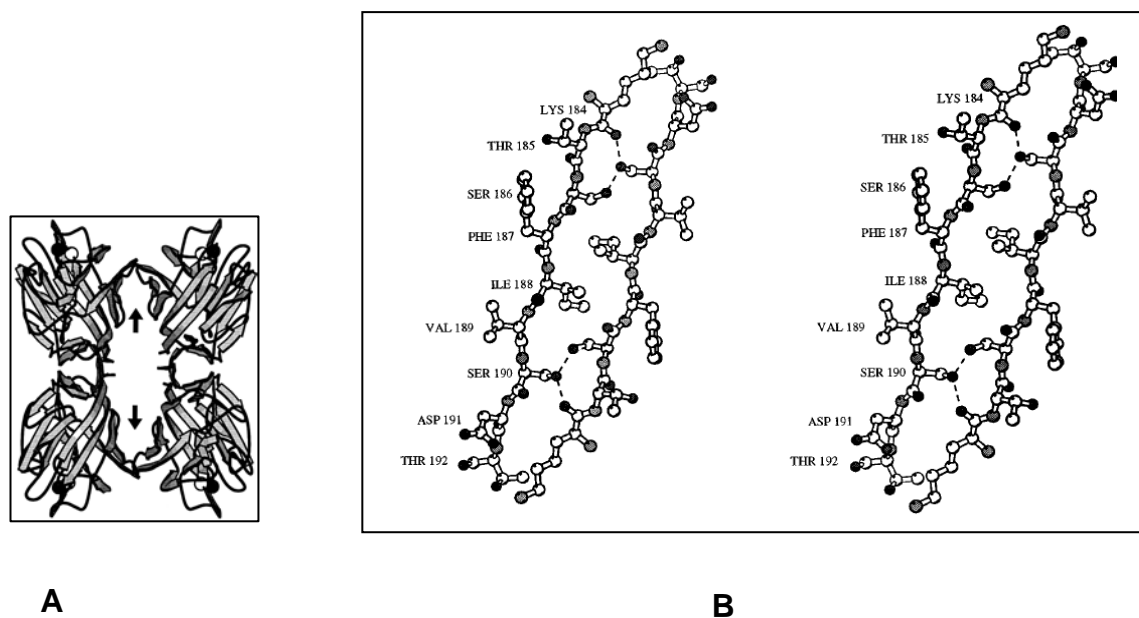 LYS 184
THR 185
SER 186
PHE 187
ILE 188
VAL 189
SER 190
ASP 191
THR 192
LYS 184
THR 185
SER 186
PHE 187
ILE 188
VAL 189
SER 190
ASP 191
THR 192
A
B